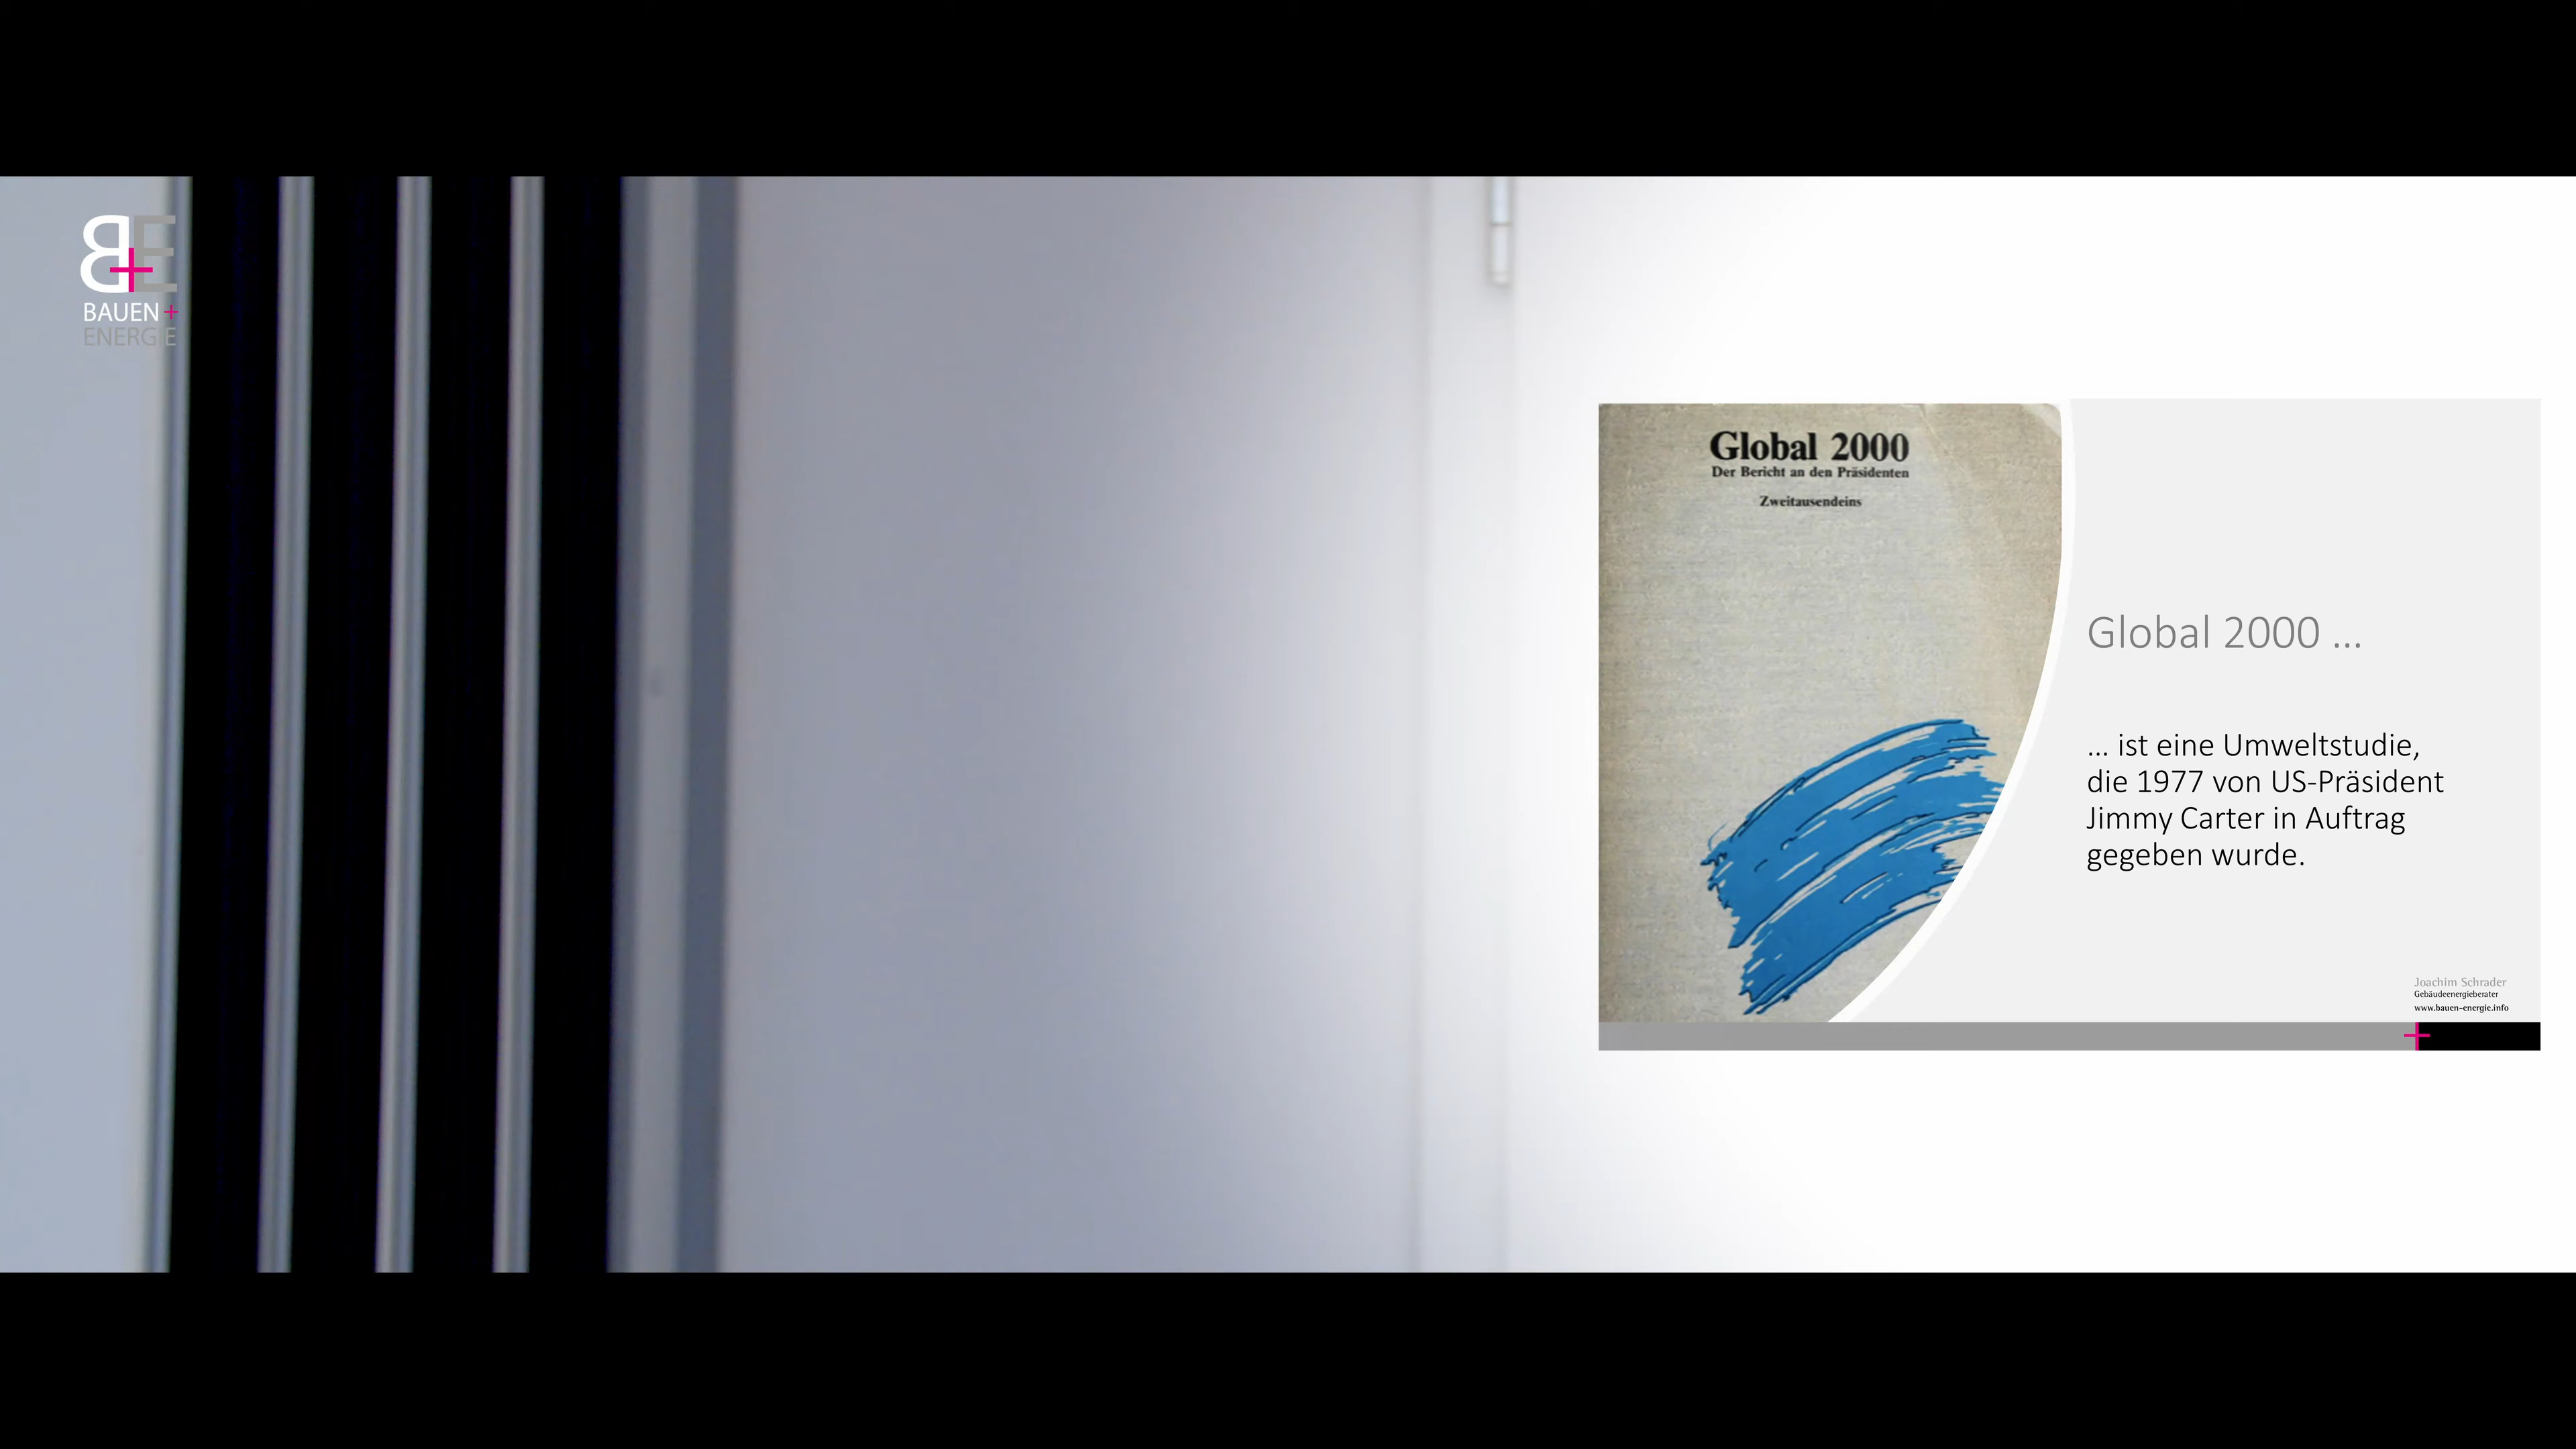 BE
BAUEN+
ENERGIE
Global 2000
Der Bericht an den Präsidenten
Zweitausendeins
Global 2000 ...
... ist eine Umweltstudie,
die 1977 von US-Präsident
Jimmy Carter in Auftrag
gegeben wurde.
Joachim Schrader
Gebäudeenergieberater
www.bauen-energie.info